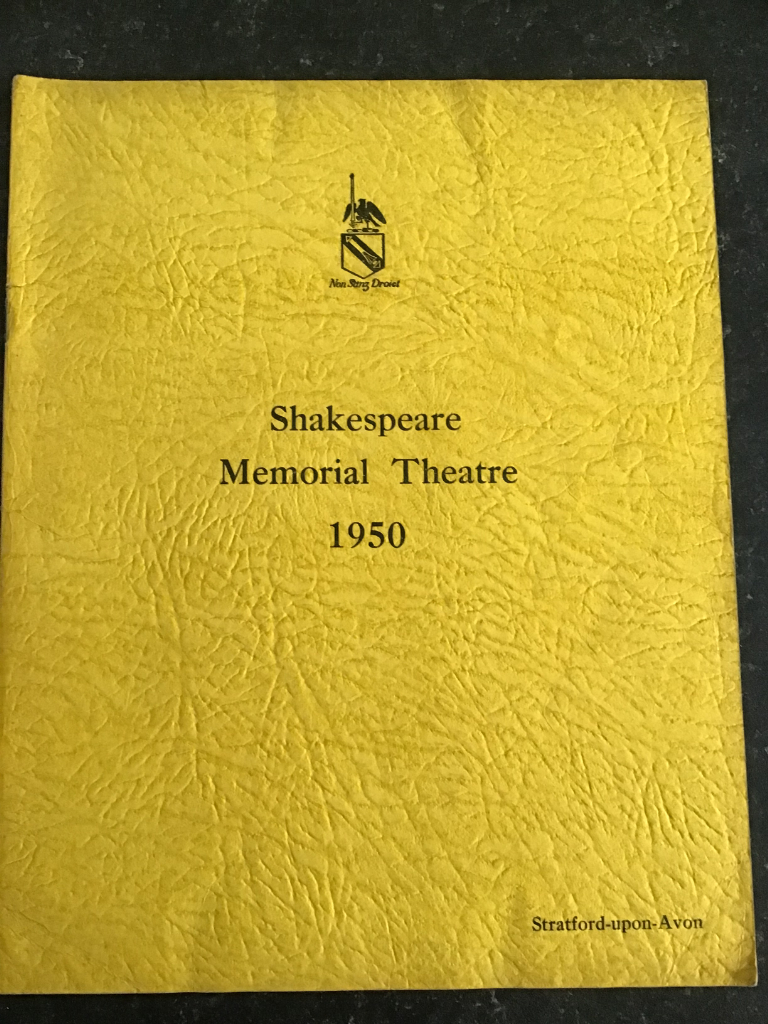 Non Sanz Droict
Shakespeare
Memorial Theatre
1950
Stratford-upon-Avon